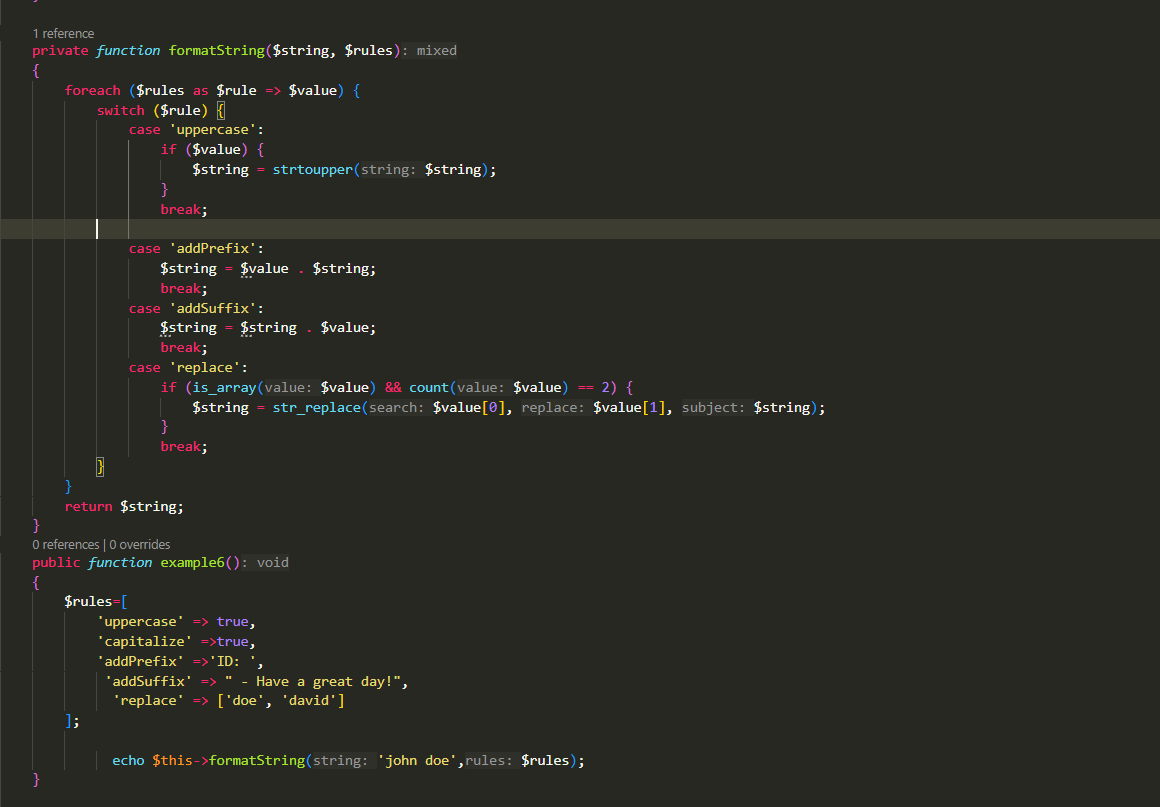 }
1 reference
private function formatString($string, $rules): mixed
{
    foreach ($rules as $rule => $value) {
        switch ($rule) {
            case 'uppercase':
                if ($value) {
                    $string = strtoupper(string: $string);
                }
                break;

            case 'addPrefix':
                $string = $value . $string;
                break;
            case 'addSuffix':
                $string = $string . $value;
                break;
            case 'replace':
                if (is_array(value: $value) && count(value: $value) == 2) {
                    $string = str_replace(search: $value[0], replace: $value[1], subject: $string);
                }
                break;
        }
    }
    return $string;
}
0 references | 0 overrides
public function example6(): void
{
    $rules=[
        'uppercase' => true,
        'capitalize' =>true,
        'addPrefix' =>'ID: ',
         'addSuffix' => " - Have a great day!",
          'replace' => ['doe', 'david']
    ];

          echo $this->formatString(string: 'john doe',rules: $rules);
}